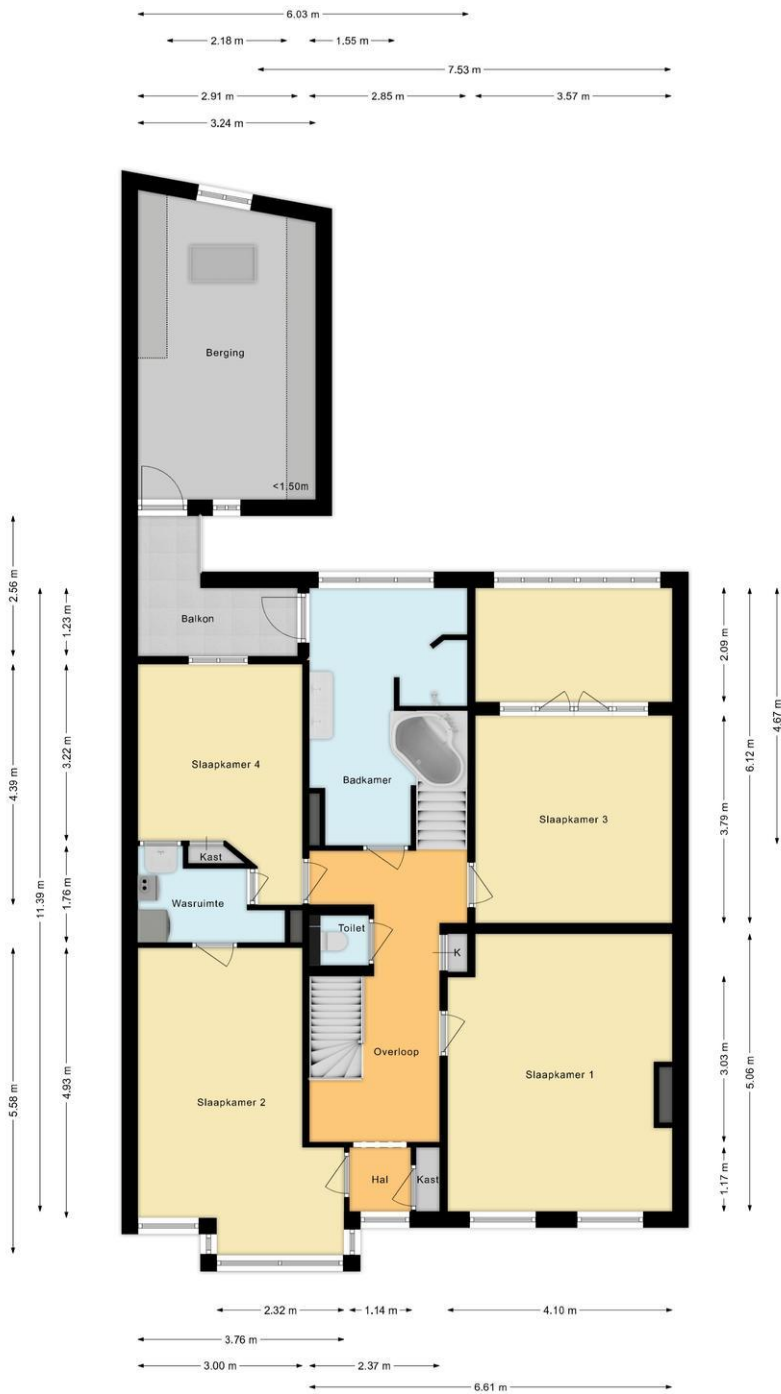 6.03 m
2.18 m 1.55 m
7.53 m
2.91 m 2.85 m 3.57 m
3.24 m
Berging
<1.50m
2.56 m
1.23 m
Balkon
2.09 m
4.67 m
11.39 m
4.39 m
3.22 m
Slaapkamer 4
Badkamer
6.12 m
3.79 m
Slaapkamer 3
Kast
1.76 m
Wasruimte
Toilet
K
5.58 m
4.93 m
Overloop
3.03 m
5.06 m
Slaapkamer 1
Slaapkamer 2
Hal
Kast
1.17 m
2.32 m 1.14 m 4.10 m
3.76 m
3.00 m 2.37 m
6.61 m